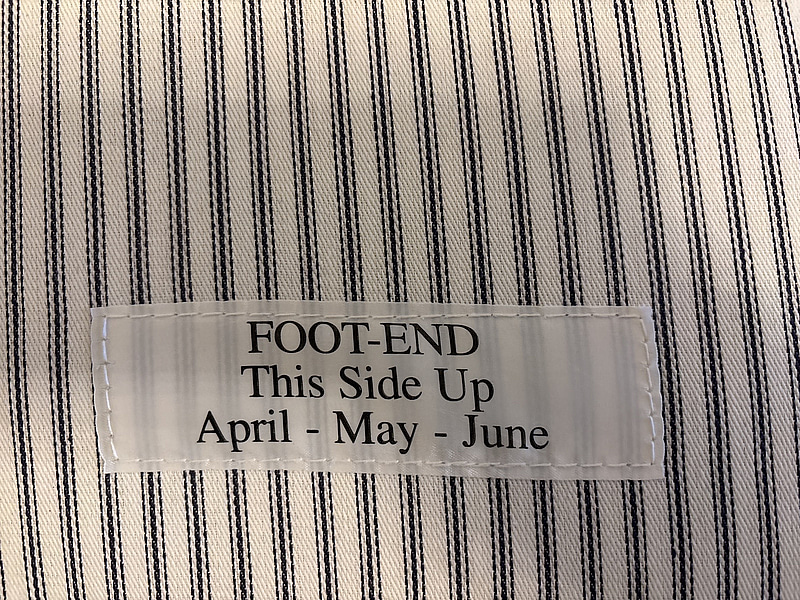 FOOT-END
This Side Up
April - May - June